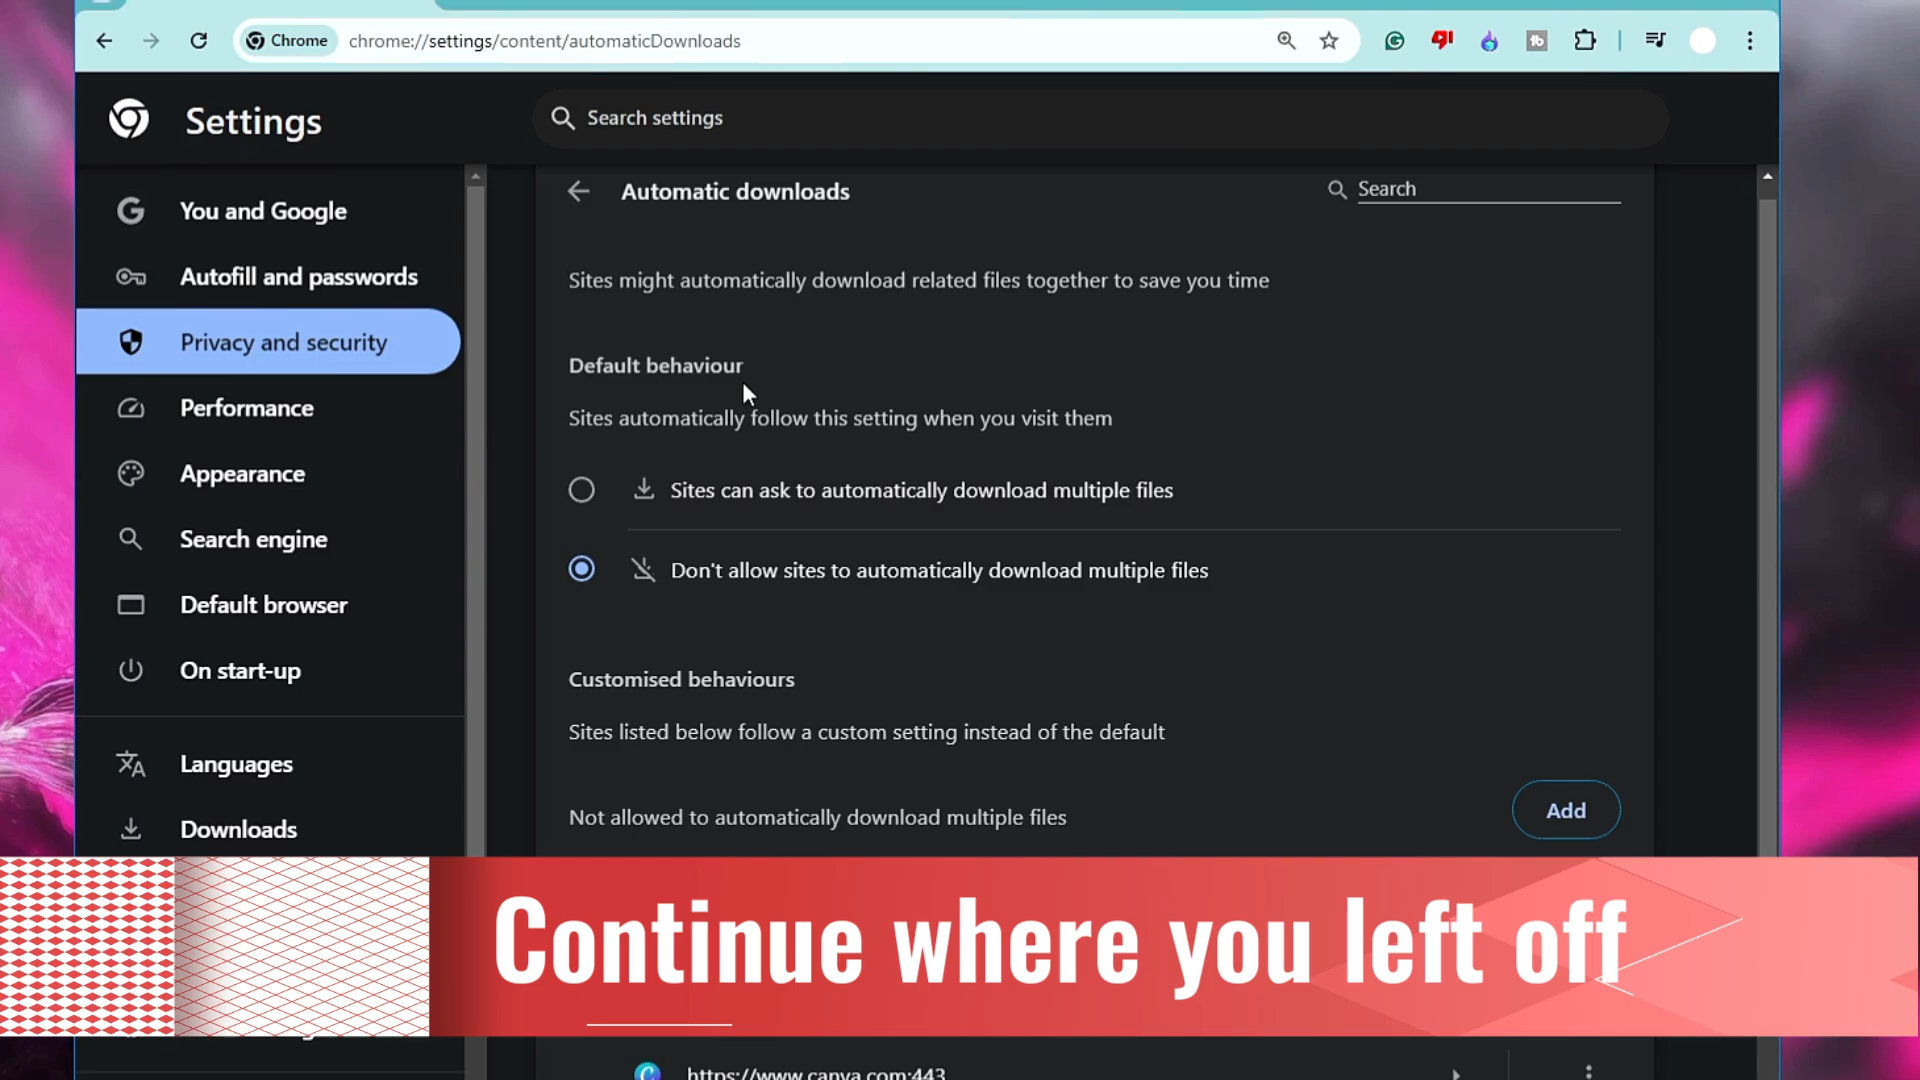 Chrome
chrome://settings/content/automaticDownloads
Settings
Search settings
You and Google
Autofill and passwords
Privacy and security
Performance
Appearance
Search engine
Default browser
On start-up
Languages
Downloads
Automatic downloads
Search
Sites might automatically download related files together to save you time
Default behaviour
Sites automatically follow this setting when you visit them
Sites can ask to automatically download multiple files
Don't allow sites to automatically download multiple files
Customised behaviours
Sites listed below follow a custom setting instead of the default
Not allowed to automatically download multiple files
Add
Continue where you left off
https://www.canva.com:443